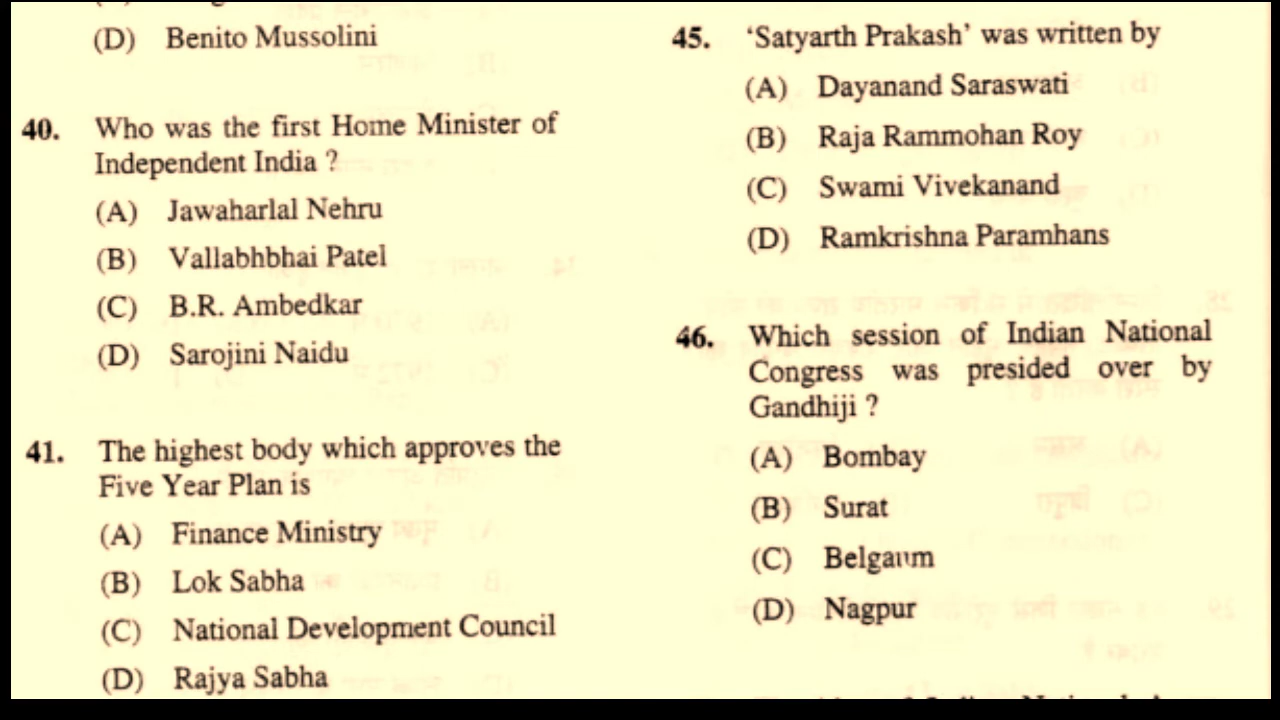 (D) Benito Mussolini
40. Who was the first Home Minister of
Independent India ?
(A) Jawaharlal Nehru
(B) Vallabhbhai Patel
(C) B.R. Ambedkar
(D) Sarojini Naidu
41. The highest body which approves the
Five Year Plan is
(A) Finance Ministry
(B) Lok Sabha
(C) National Development Council
(D) Rajya Sabha
45. ‘Satyarth Prakash’ was written by
(A) Dayanand Saraswati
(B) Raja Rammohan Roy
(C) Swami Vivekanand
(D) Ramkrishna Paramhans
46. Which session of Indian National
Congress was presided over by
Gandhiji ?
(A) Bombay
(B) Surat
(C) Belgaum
(D) Nagpur